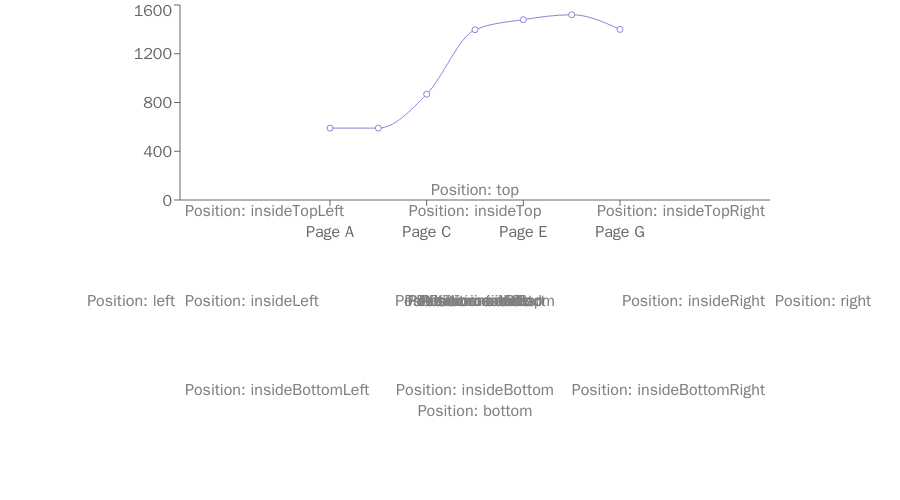 1600
1200
800
400
0
Position: top
Position: insideTopLeft Position: insideTop Position: insideTopRight
Page A Page C Page E Page G
Position: left Position: insideLeft Position: insideRight Position: right
Position: insideBottomLeft Position: insideBottom Position: insideBottomRight
Position: bottom